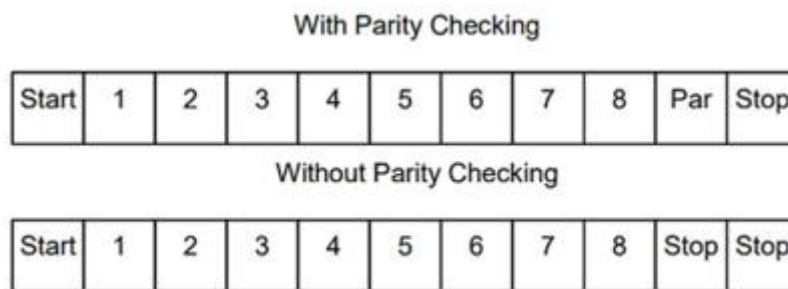 With Parity Checking
Start 1 2 3 4 5 6 7 8 Par Stop
Without Parity Checking
Start 1 2 3 4 5 6 7 8 Stop Stop